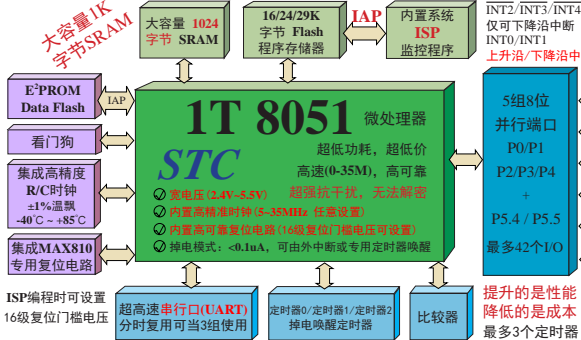 大容量1K
字节SRAM
大容量 1024
字节 SRAM
16/24/29K
字节 Flash
程序存储器
IAP
内置系统
ISP
监控程序
INT2/INT3/INT4
仅可下降沿中断
INT0/INT1
上升沿/下降沿中
E²PROM
Data Flash
IAP
看门狗
集成高精度
R/C时钟
±1%温飘
-40℃ ~ +85℃
集成MAX810
专用复位电路
1T 8051 微处理器
STC
超低功耗，超低价
高速(0-35M)，高可靠
超强抗干扰，无法解密
宽电压(2.4V~5.5V)
内置高精准时钟(5~35MHz 任意设置)
内置高可靠复位电路(16级复位门槛电压可设置)
掉电模式：<0.1uA，可由外中断或专用定时器唤醒
5组8位
并行端口
P0/P1
P2/P3/P4
+
P5.4 / P5.5
最多42个I/O
ISP编程时可设置
16级复位门槛电压
超高速串行口(UART)
分时复用可当3组使用
定时器0/定时器1/定时器2
掉电唤醒定时器
比较器
提升的是性能
降低的是成本
最多3个定时器